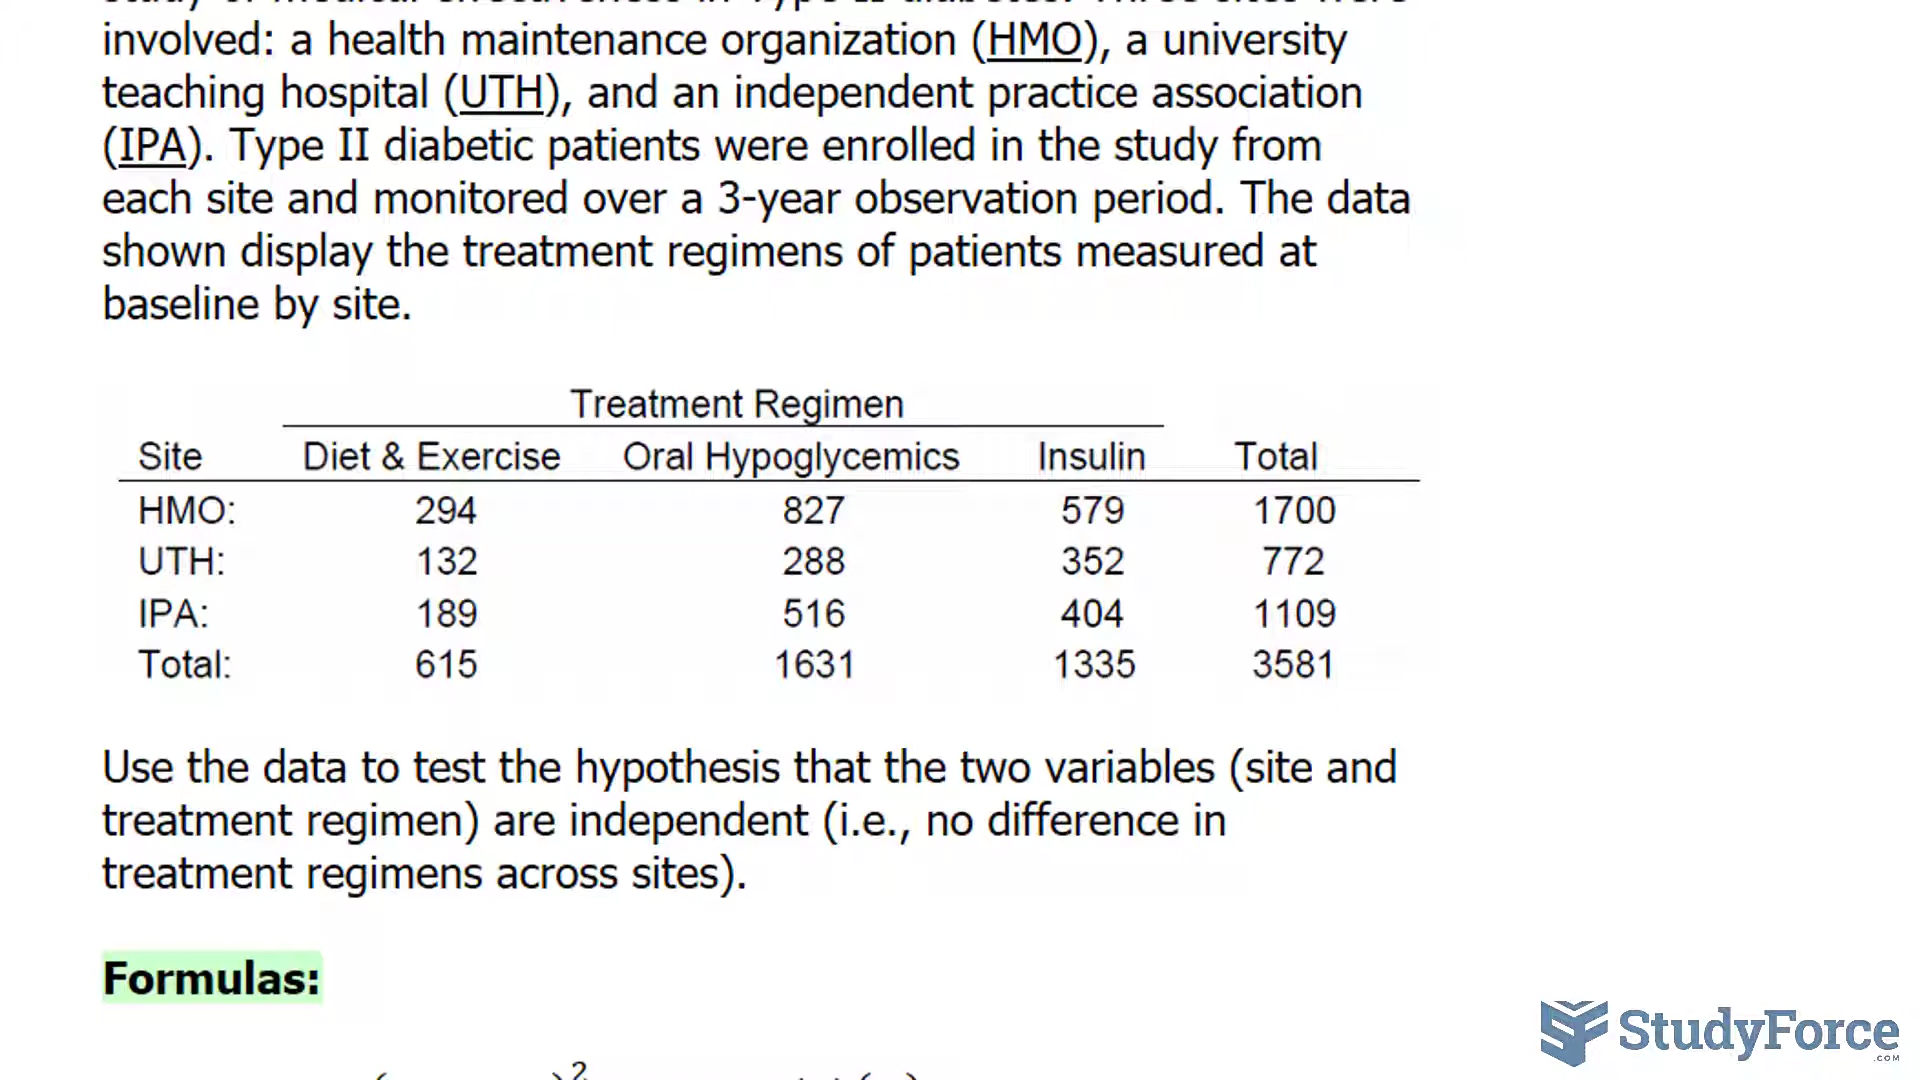 involved: a health maintenance organization (HMO), a university
teaching hospital (UTH), and an independent practice association
(IPA). Type II diabetic patients were enrolled in the study from
each site and monitored over a 3-year observation period. The data
shown display the treatment regimens of patients measured at
baseline by site.
Treatment Regimen
Site Diet & Exercise Oral Hypoglycemics Insulin Total
HMO: 294 827 579 1700
UTH: 132 288 352 772
IPA: 189 516 404 1109
Total: 615 1631 1335 3581
Use the data to test the hypothesis that the two variables (site and
treatment regimen) are independent (i.e., no difference in
treatment regimens across sites).
Formulas:
2
StudyForce
.COM